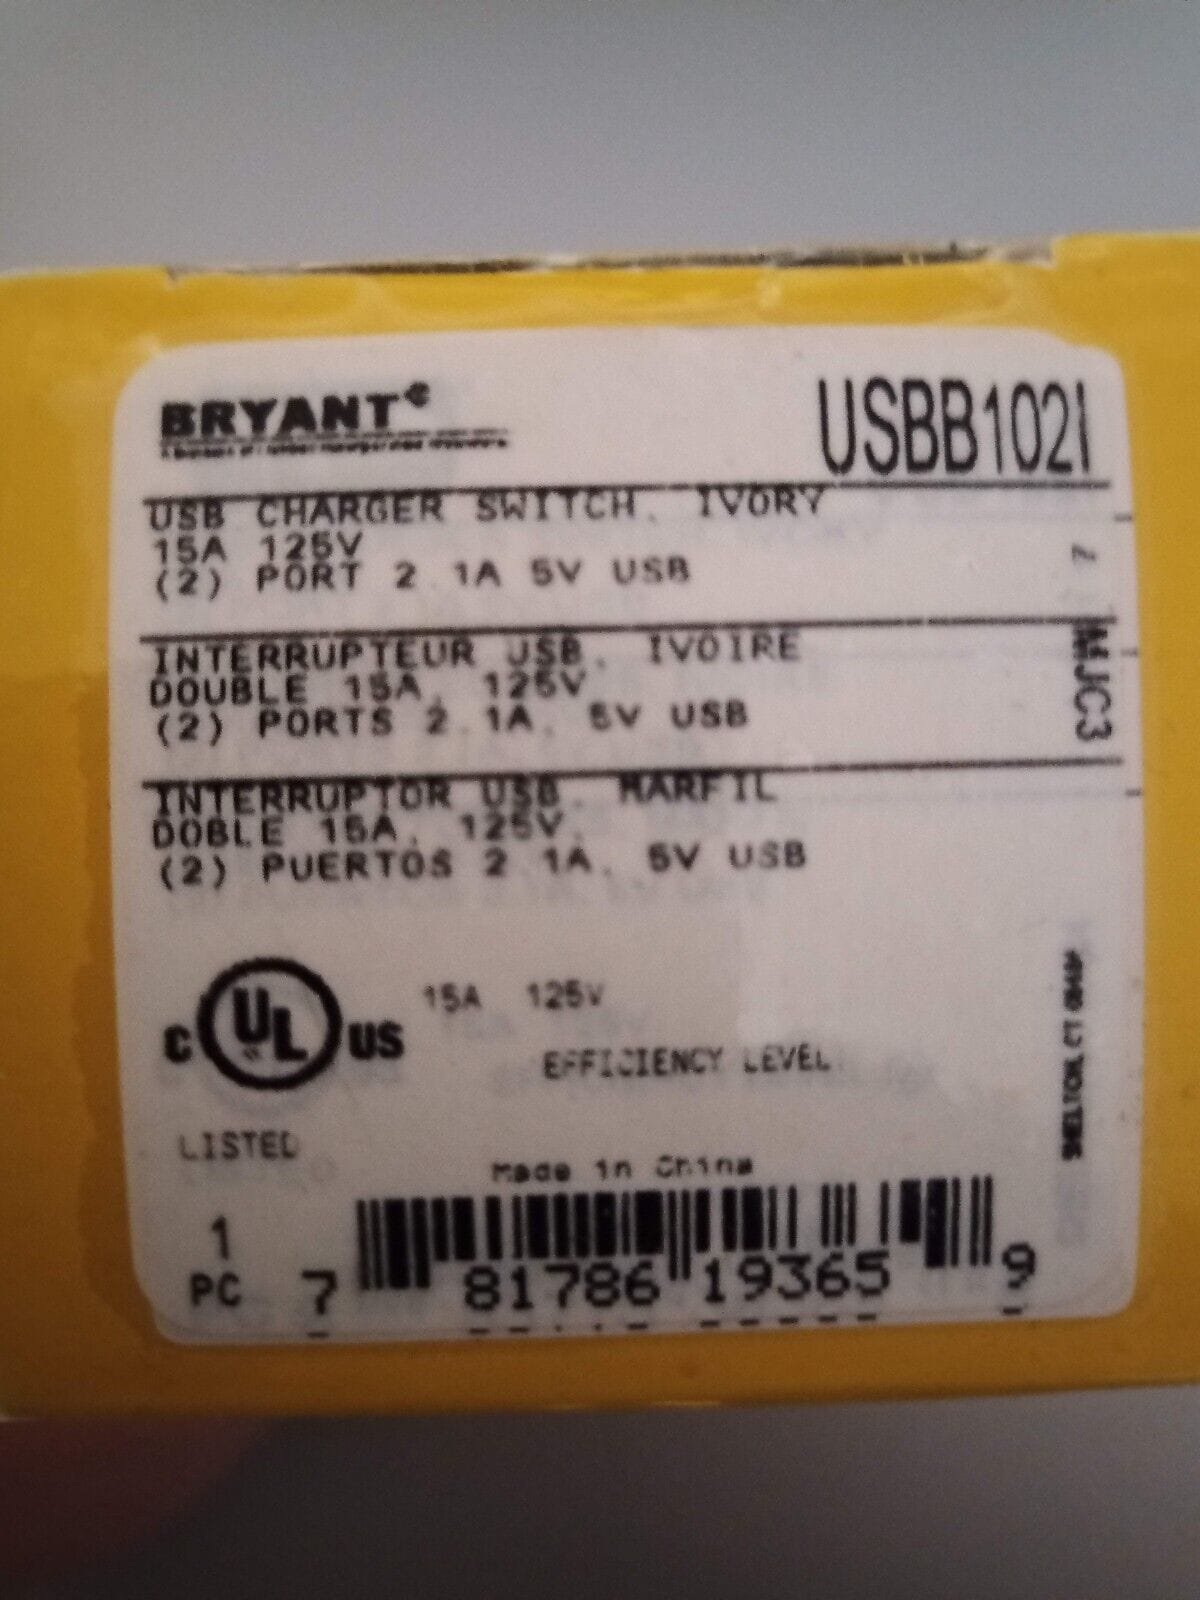 BRYANT®
USBB102I
USB CHARGER SWITCH, IVORY
15A 125V
(2) PORT 2.1A 5V USB
INTERRUPTEUR USB, IVOIRE
DOUBLE 15A, 125V
(2) PORTS 2.1A, 5V USB
INTERRUPTOR USB, MARFIL
DOBLE 15A, 125V,
(2) PUERTOS 2.1A, 5V USB
MJC3
C UL US
15A 125V
EFFICIENCY LEVEL
LISTED
SHELTON, CT
Made in China
1
PC
7 81786 19365 9